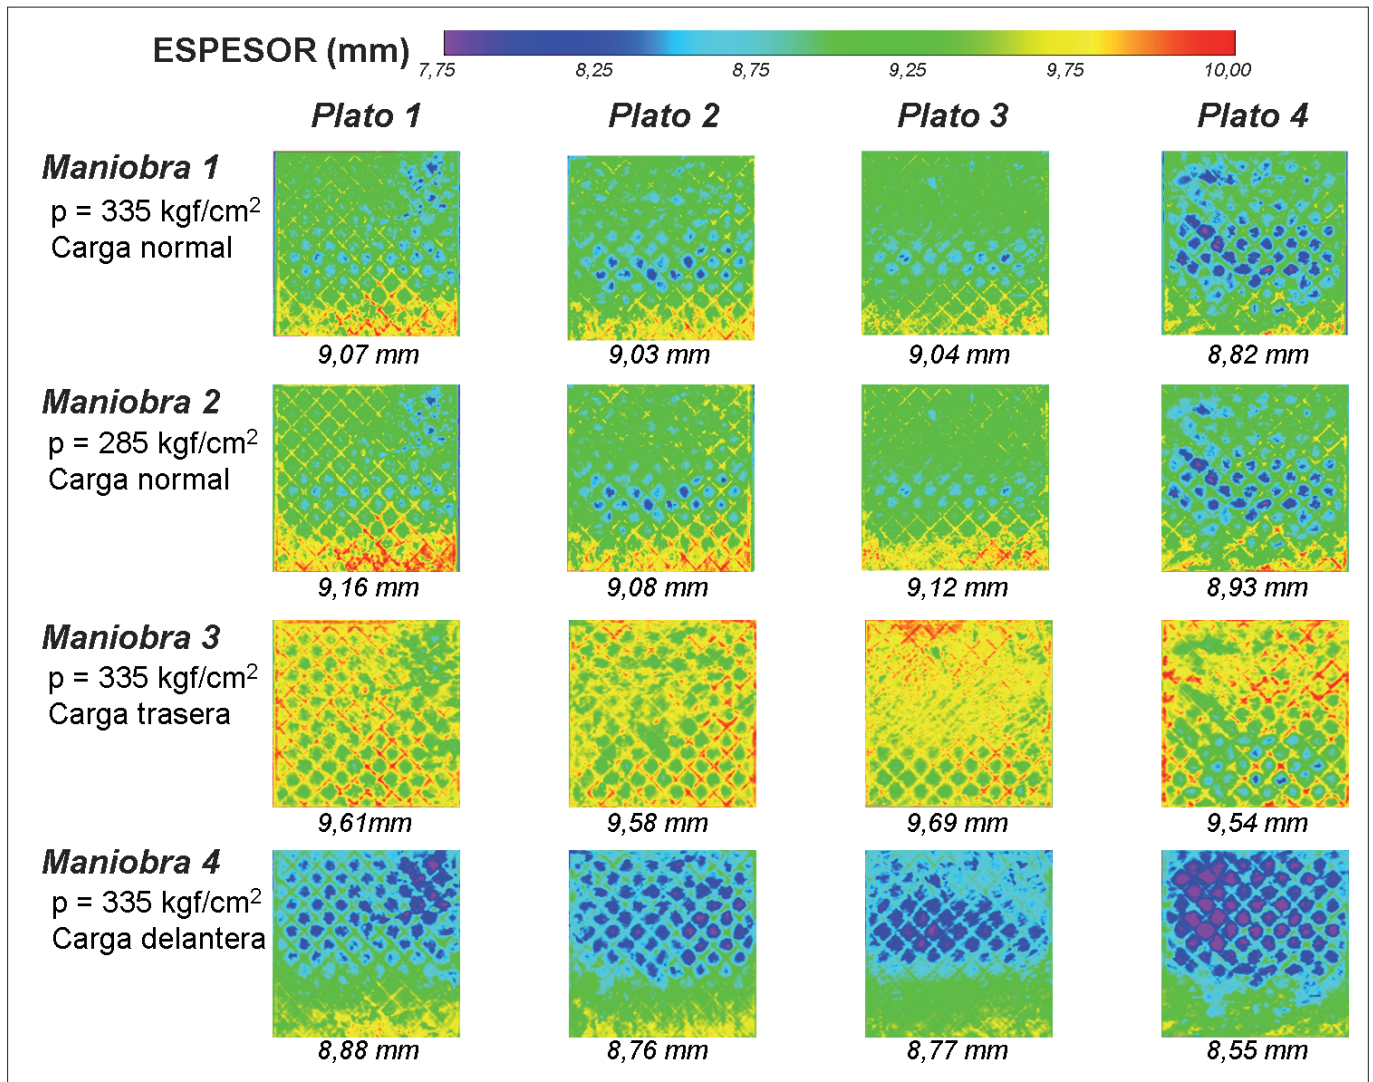 ESPESOR (mm)
7,75 8,25 8,75 9,25 9,75 10,00
Plato 1 Plato 2 Plato 3 Plato 4
Maniobra 1
p = 335 kgf/cm²
Carga normal
9,07 mm 9,03 mm 9,04 mm 8,82 mm
Maniobra 2
p = 285 kgf/cm²
Carga normal
9,16 mm 9,08 mm 9,12 mm 8,93 mm
Maniobra 3
p = 335 kgf/cm²
Carga trasera
9,61mm 9,58 mm 9,69 mm 9,54 mm
Maniobra 4
p = 335 kgf/cm²
Carga delantera
8,88 mm 8,76 mm 8,77 mm 8,55 mm